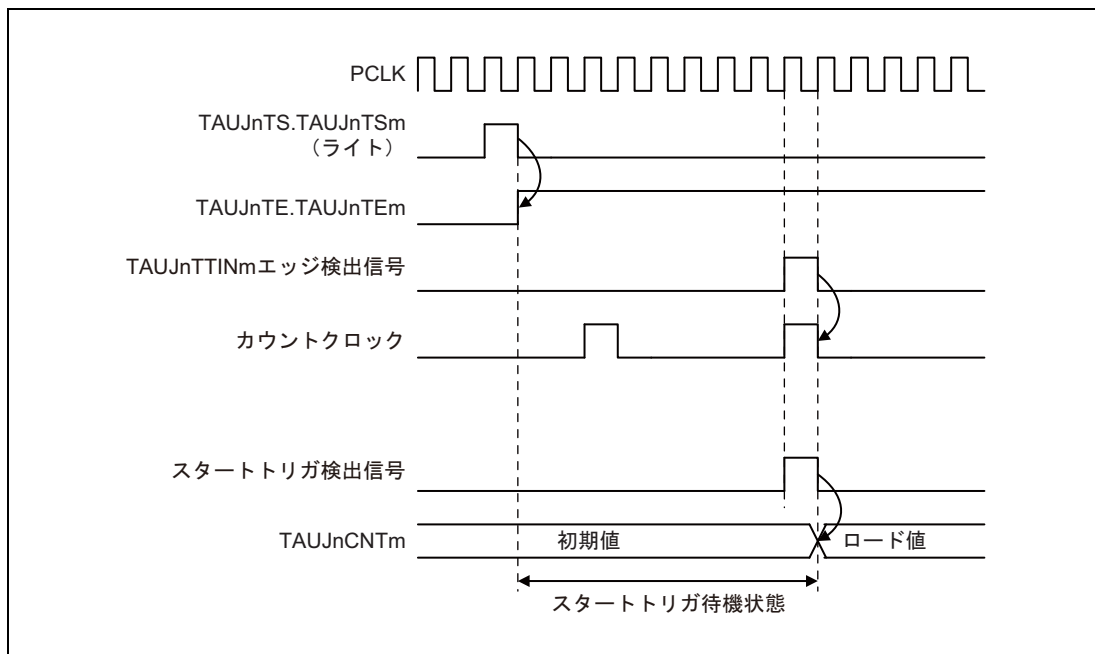 PCLK
TAUJnTS.TAUJnTSm
（ライト）
TAUJnTE.TAUJnTEm
TAUJnTTINmエッジ検出信号
カウントクロック
スタートトリガ検出信号
TAUJnCNTm
初期値
ロード値
スタートトリガ待機状態